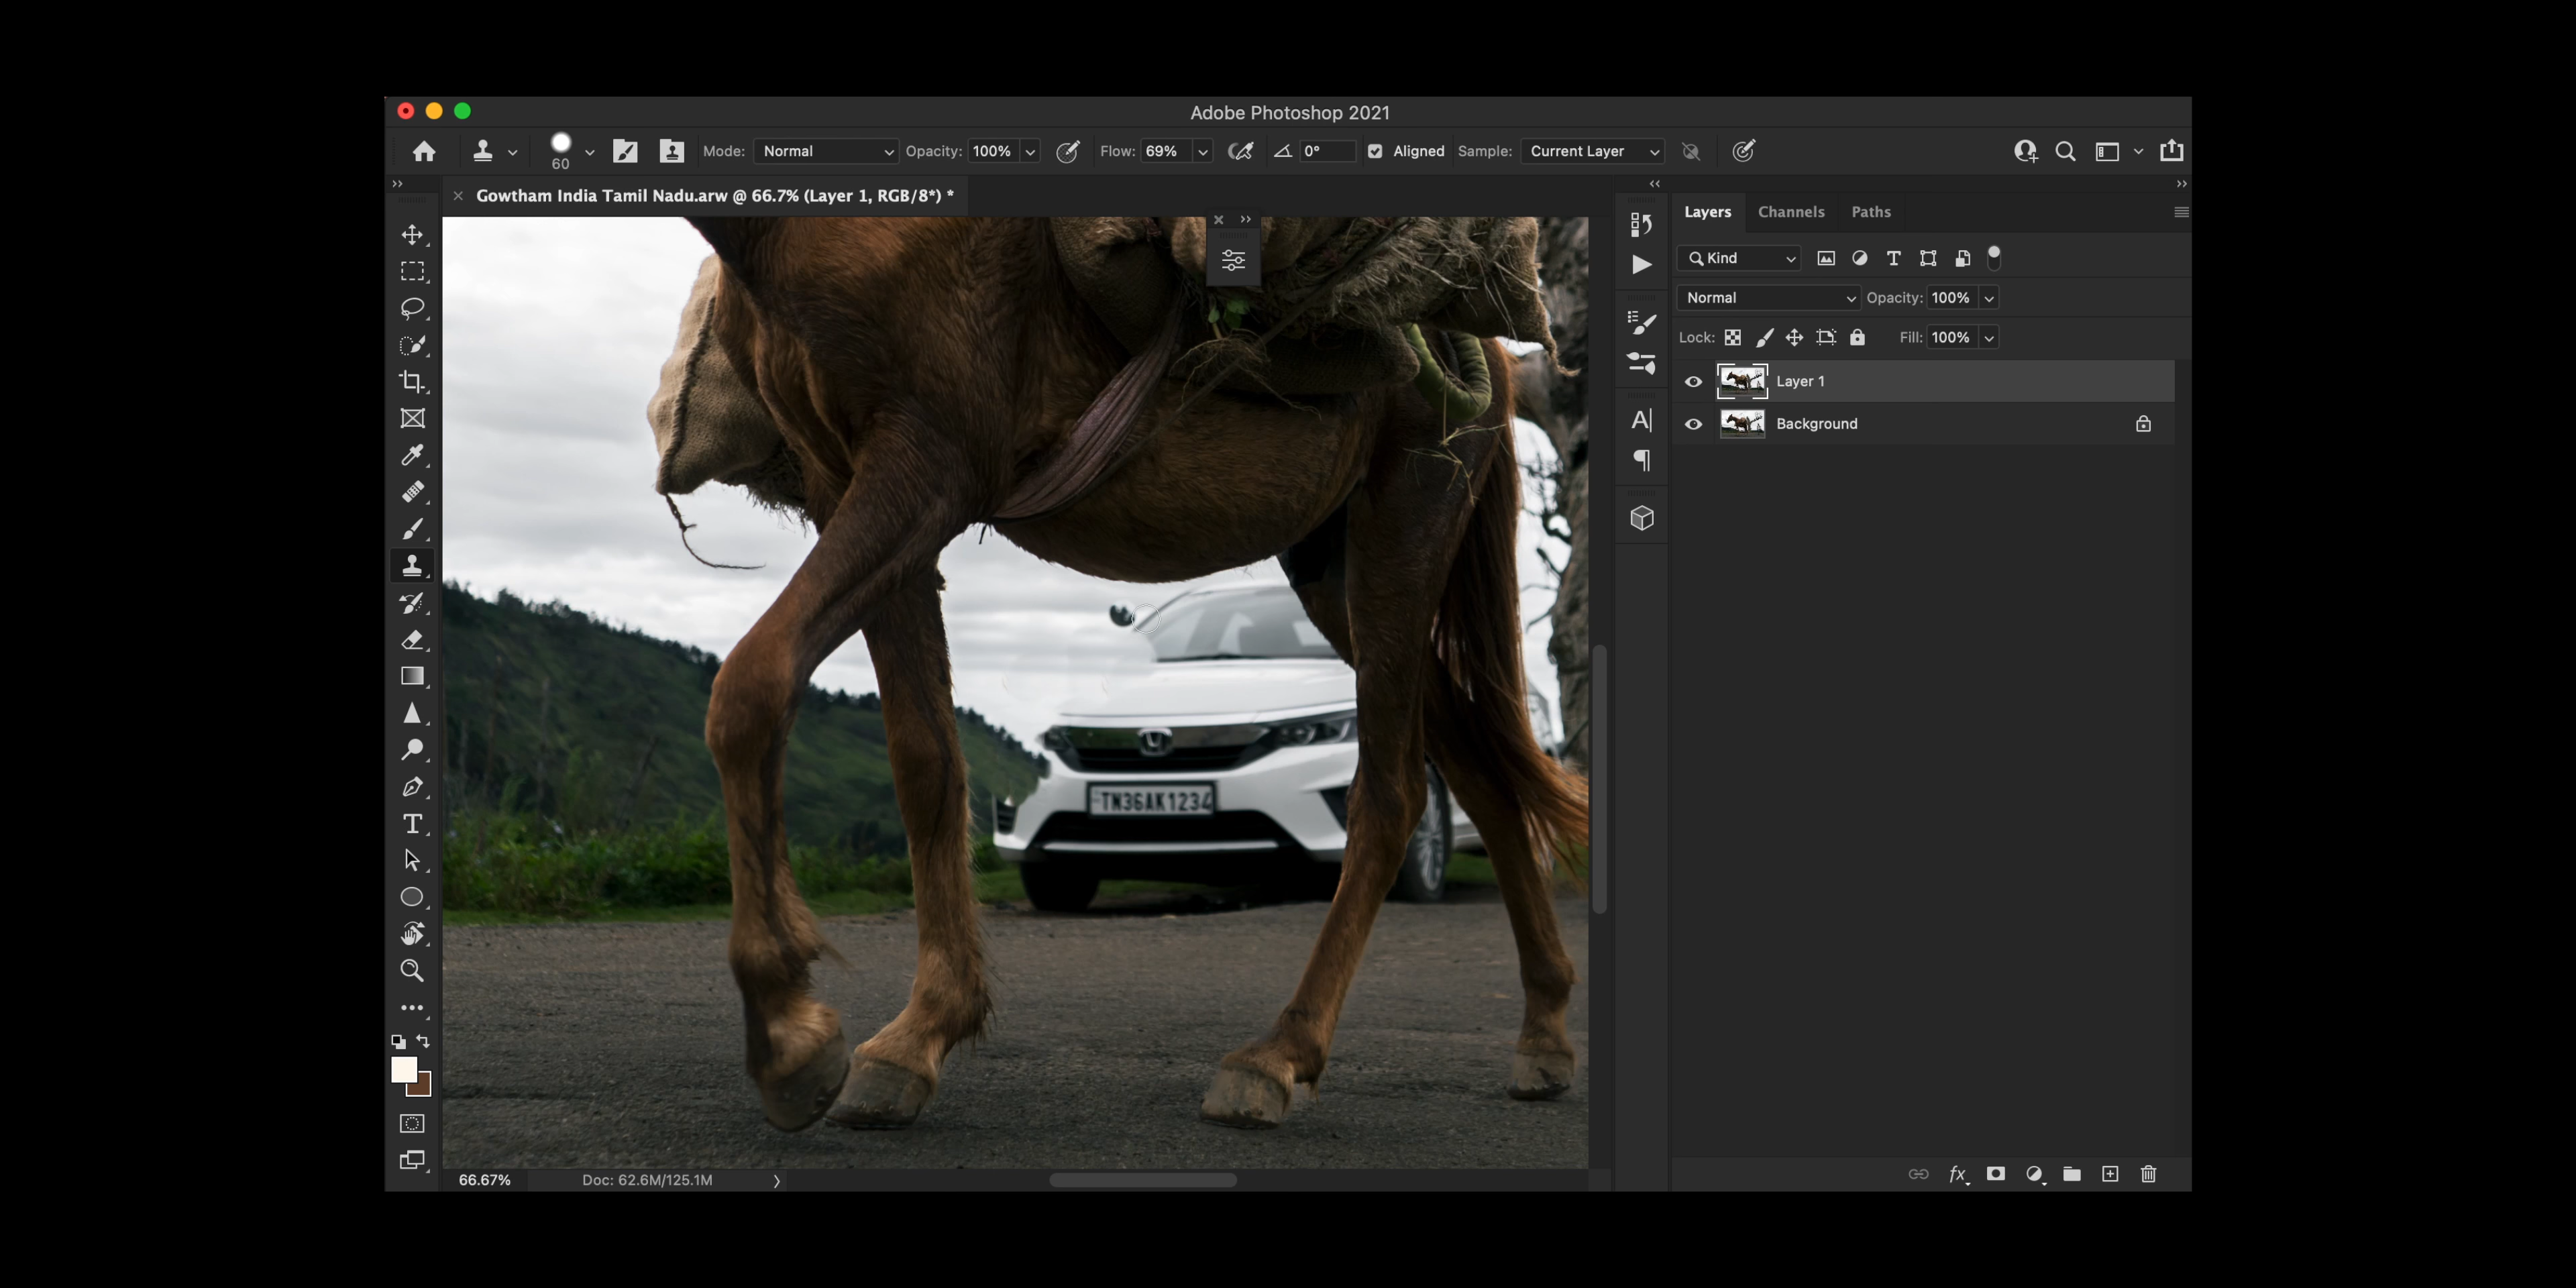 Adobe Photoshop 2021
60
Mode: Normal Opacity: 100% Flow: 69% 0° Aligned Sample: Current Layer
Gowtham India Tamil Nadu.arw @ 66.7% (Layer 1, RGB/8*) *
Layers Channels Paths
Kind
Normal Opacity: 100%
Lock: Fill: 100%
Layer 1
Background
TN36AK1234
66.67% Doc: 62.6M/125.1M